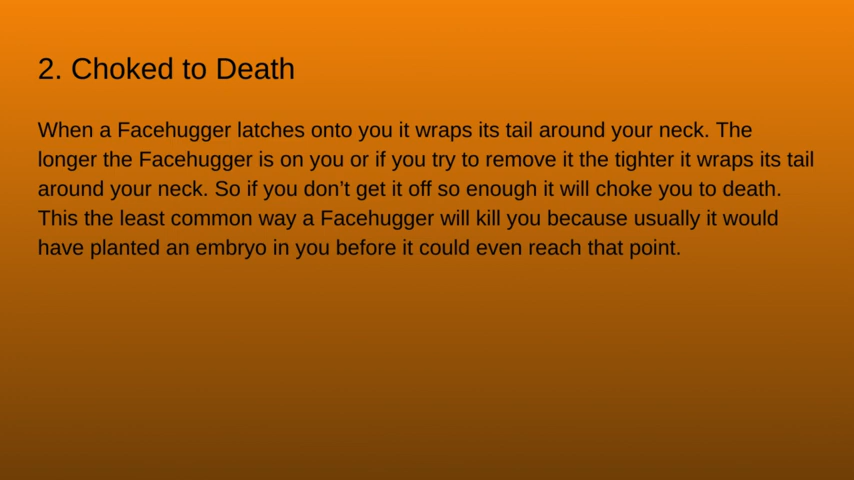 2. Choked to Death
When a Facehugger latches onto you it wraps its tail around your neck. The
longer the Facehugger is on you or if you try to remove it the tighter it wraps its tail
around your neck. So if you don’t get it off so enough it will choke you to death.
This the least common way a Facehugger will kill you because usually it would
have planted an embryo in you before it could even reach that point.